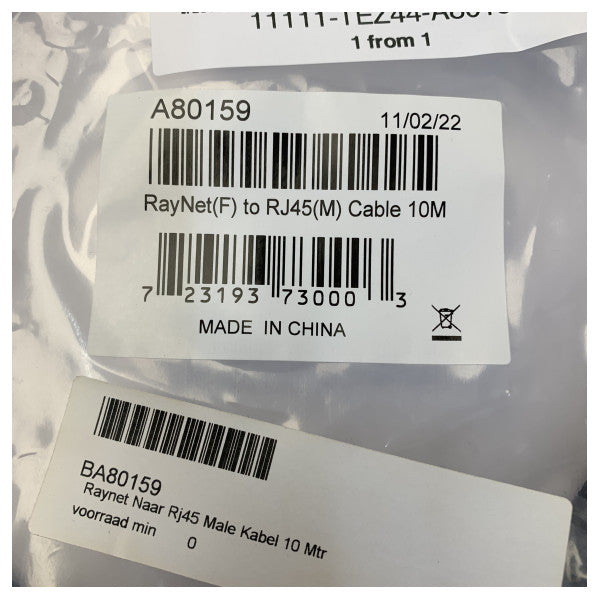 1 from 1
A80159
11/02/22
RayNet(F) to RJ45(M) Cable 10M
7 23193 73000 3
MADE IN CHINA
BA80159
Raynet Naar Rj45 Male Kabel 10 Mtr
voorraad min 0